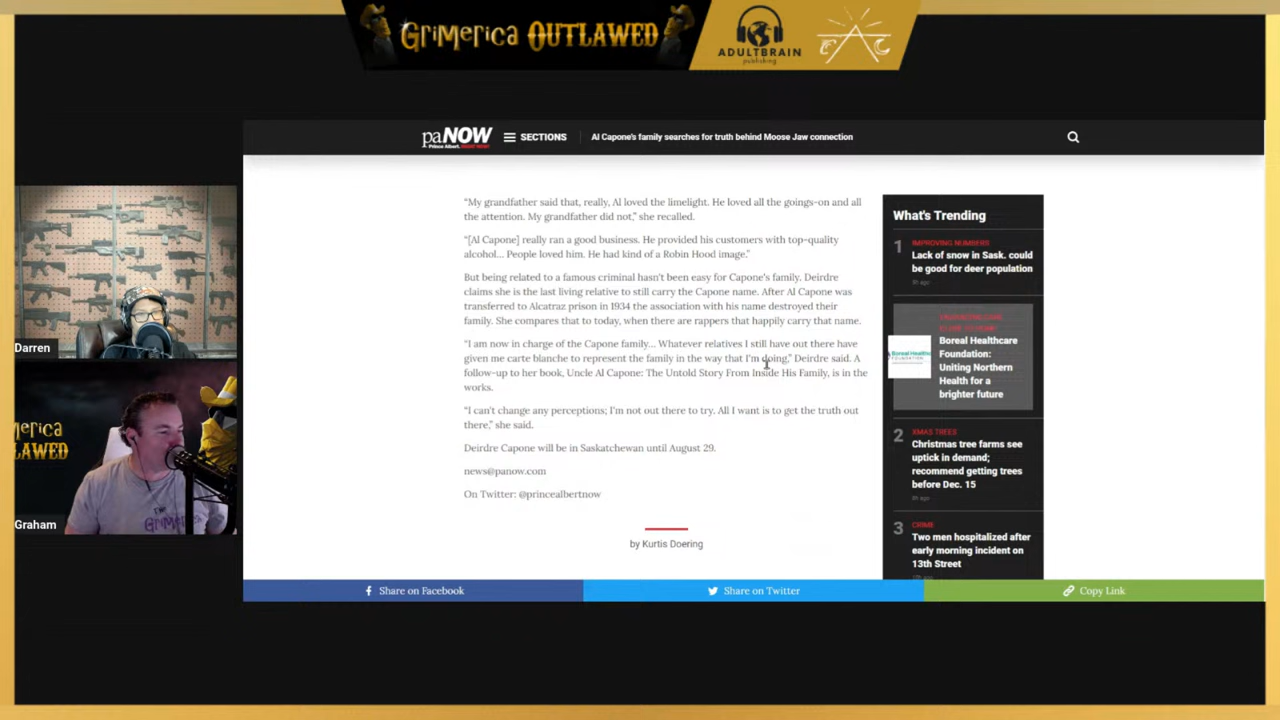 GRiMERiCA OUTLAWED
ADULTBRAIN
publishing
paNOW
SECTIONS
Al Capone's family searches for truth behind Moose Jaw connection
“My grandfather said that, really, Al loved the limelight. He loved all the goings-on and all
the attention. My grandfather did not,” she recalled.
“[Al Capone] really ran a good business. He provided his customers with top-quality
alcohol… People loved him. He had kind of a Robin Hood image.”
But being related to a famous criminal hasn't been easy for Capone's family. Deirdre
claims she is the last living relative to still carry the Capone name. After Al Capone was
transferred to Alcatraz prison in 1934 the association with his name destroyed their
family. She compares that to today, when there are rappers that happily carry that name.
“I am now in charge of the Capone family… Whatever relatives I still have out there have
given me carte blanche to represent the family in the way that I'm doing,” Deirdre said. A
follow-up to her book, Uncle Al Capone: The Untold Story From Inside His Family, is in the
works.
“I can't change any perceptions; I'm not out there to try. All I want is to get the truth out
there,” she said.
Deirdre Capone will be in Saskatchewan until August 29.
news@panow.com
On Twitter: @princealbertnow
by Kurtis Doering
What's Trending
1
IMPROVING NUMBERS
Lack of snow in Sask. could
be good for deer population
9h ago
Boreal Healthcare
Foundation:
Uniting Northern
Health for a
brighter future
2
XMAS TREES
Christmas tree farms see
uptick in demand;
recommend getting trees
before Dec. 15
3
CRIME
Two men hospitalized after
early morning incident on
13th Street
Share on Facebook
Share on Twitter
Copy Link
Darren
Graham